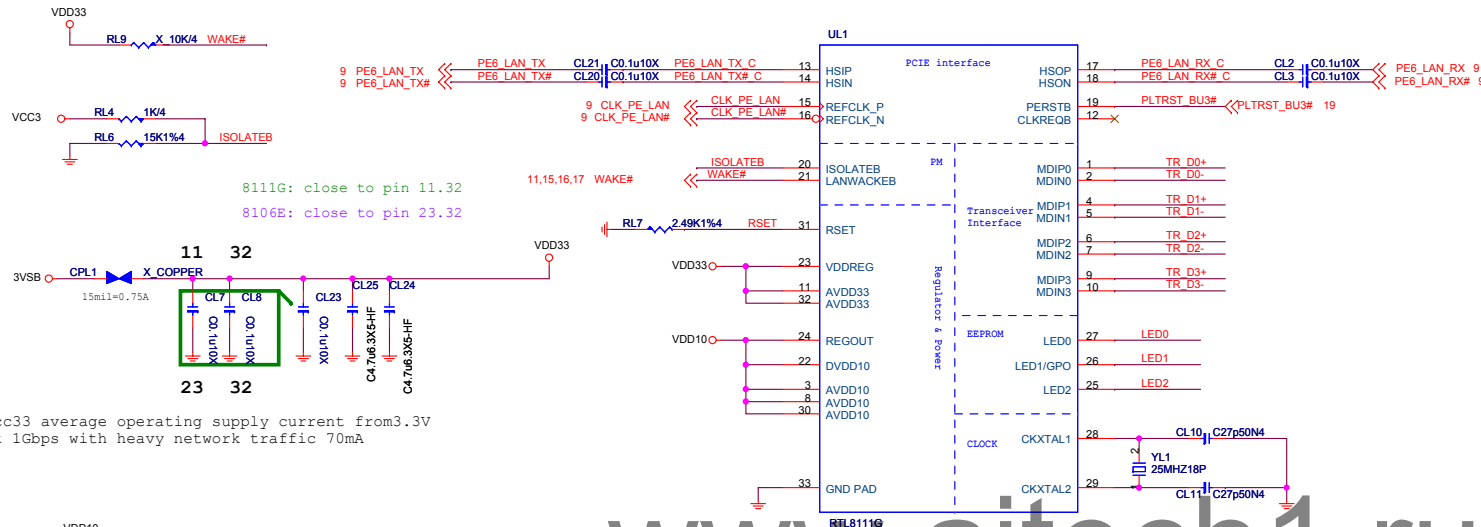 VDD33
RL9 X_10K/4 WAKE#
VCC3
RL4 1K/4
RL6 15K1%4 ISOLATEB
8111G: close to pin 11.32
8106E: close to pin 23.32
11 32
VDD33
3VSB CPL1 X_COPPER
15mil=0.75A
CL7 CL8 CL23 CL25 CL24
C0.1u10X C0.1u10X C0.1u10X C4.7u6.3X5-HF C4.7u6.3X5-HF
23 32
cc33 average operating supply current from3.3V
1Gbps with heavy network traffic 70mA
VDD10
UL1
PCIE interface
9 PE6_LAN_TX PE6_LAN_TX CL21 C0.1u10X PE6_LAN_TX_C 13 HSIP
9 PE6_LAN_TX# PE6_LAN_TX# CL20 C0.1u10X PE6_LAN_TX#_C 14 HSIN
9 CLK_PE_LAN CLK_PE_LAN 15 REFCLK_P
9 CLK_PE_LAN# CLK_PE_LAN# 16 REFCLK_N
HSOP 17 PE6_LAN_RX_C CL2 C0.1u10X PE6_LAN_RX 9
HSON 18 PE6_LAN_RX#_C CL3 C0.1u10X PE6_LAN_RX# 9
PERSTB 19 PLTRST_BU3# PLTRST_BU3# 19
CLKREQB 12
PM
ISOLATEB 20 ISOLATEB
11,15,16,17 WAKE# WAKE# 21 LANWACKEB
RL7 2.49K1%4 RSET 31 RSET
VDD33 23 VDDREG
11 AVDD33
32 AVDD33
VDD10 24 REGOUT
22 DVDD10
3 AVDD10
8 AVDD10
30 AVDD10
33 GND PAD
Regulator & Power
Transceiver
Interface
MDIP0 1 TR_D0+
MDIN0 2 TR_D0-
MDIP1 4 TR_D1+
MDIN1 5 TR_D1-
MDIP2 6 TR_D2+
MDIN2 7 TR_D2-
MDIP3 9 TR_D3+
MDIN3 10 TR_D3-
EEPROM
LED0 27 LED0
LED1/GPO 26 LED1
LED2 25 LED2
CLOCK
CKXTAL1 28 CL10 C27p50N4
2
YL1
25MHZ18P
1
CKXTAL2 29 CL11 C27p50N4
RTL8111G